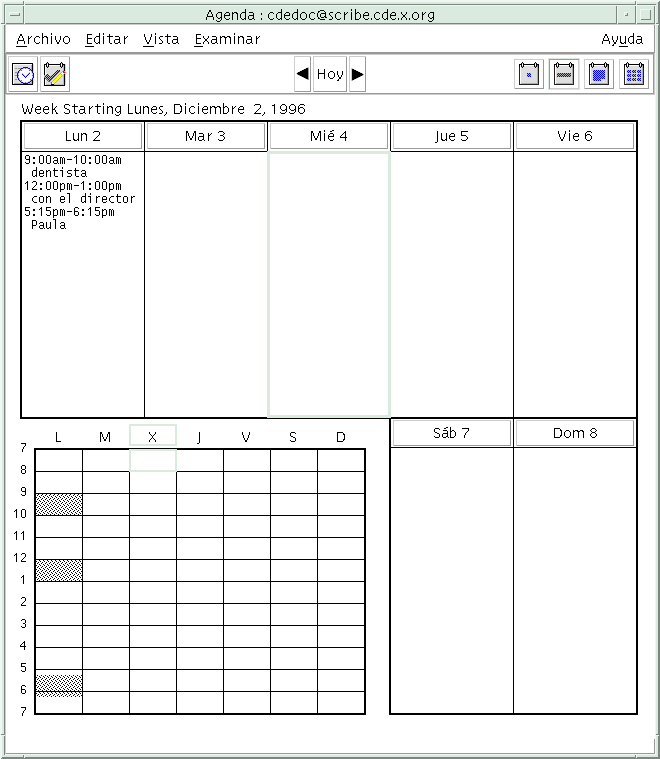 Agenda : cdedoc@scribe.cde.x.org
Archivo Editar Vista Examinar Ayuda
Hoy
Week Starting Lunes, Diciembre 2, 1996
Lun 2 Mar 3 Mié 4 Jue 5 Vie 6
9:00am-10:00am
dentista
12:00pm-1:00pm
con el director
5:15pm-6:15pm
Paula
Sáb 7 Dom 8
L M X J V S D
7
8
9
10
11
12
1
2
3
4
5
6
7